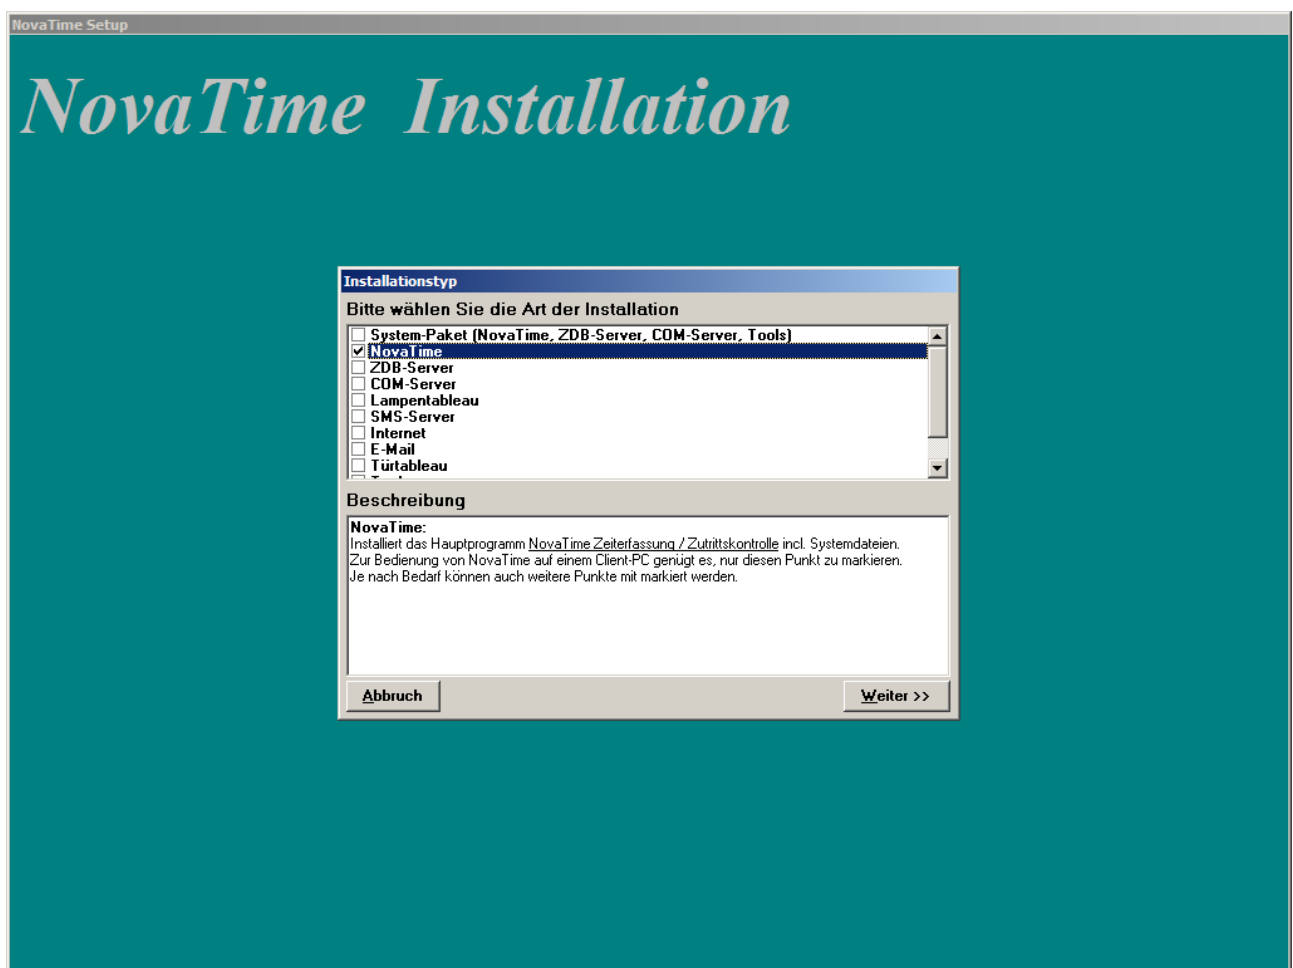 NovaTime Setup
NovaTime Installation
Installationstyp
Bitte wählen Sie die Art der Installation
System-Paket (NovaTime, ZDB-Server, COM-Server, Tools)
NovaTime
ZDB-Server
COM-Server
Lampentableau
SMS-Server
Internet
E-Mail
Türtableau
Beschreibung
NovaTime:
Installiert das Hauptprogramm NovaTime Zeiterfassung / Zutrittskontrolle incl. Systemdateien.
Zur Bedienung von NovaTime auf einem Client-PC genügt es, nur diesen Punkt zu markieren.
Je nach Bedarf können auch weitere Punkte mit markiert werden.
Abbruch
Weiter >>